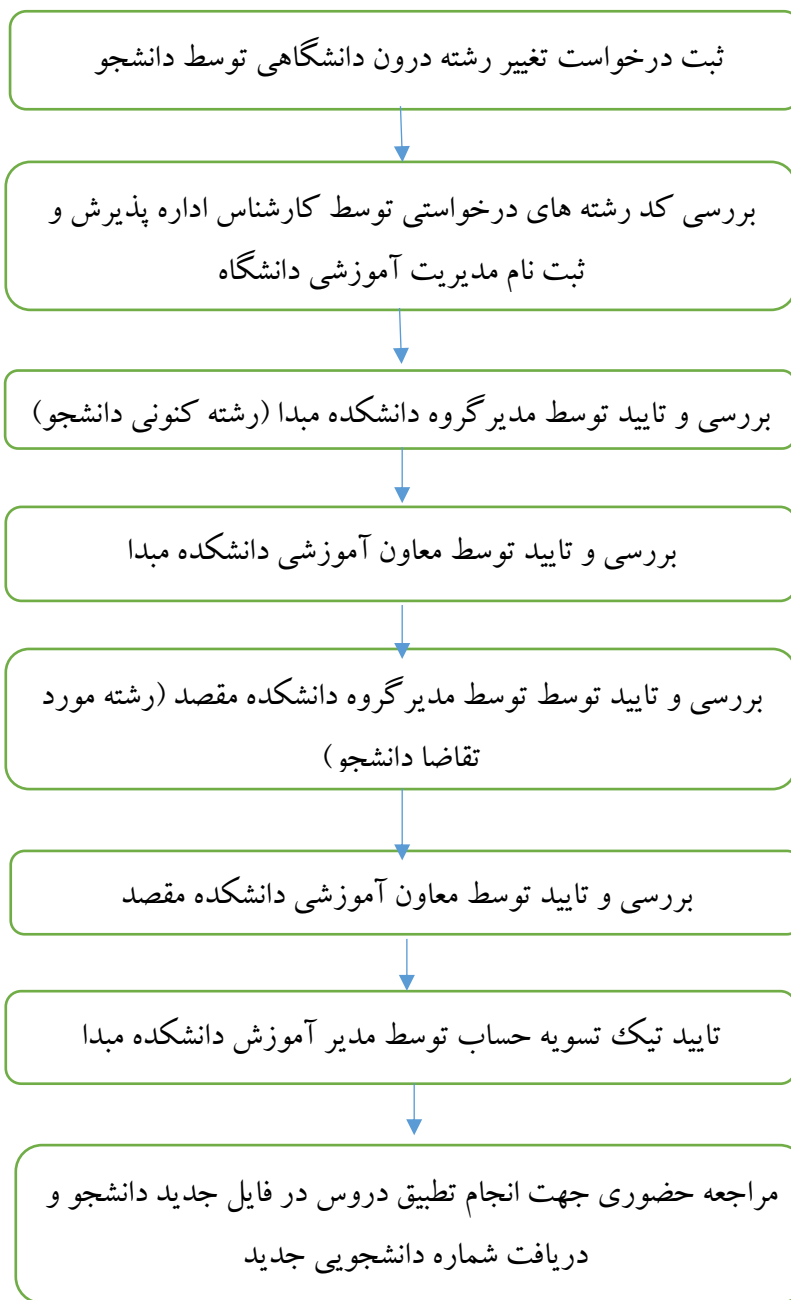 ثبت درخواست تغییر رشته درون دانشگاهی توسط دانشجو
بررسی کد رشته های درخواستی توسط کارشناس اداره پذیرش و
ثبت نام مدیریت آموزشی دانشگاه
بررسی و تایید توسط مدیرگروه دانشکده مبدا (رشته کنونی دانشجو)
بررسی و تایید توسط معاون آموزشی دانشکده مبدا
بررسی و تایید توسط توسط مدیرگروه دانشکده مقصد (رشته مورد
تقاضا دانشجو)
بررسی و تایید توسط معاون آموزشی دانشکده مقصد
تایید تیک تسویه حساب توسط مدیر آموزش دانشکده مبدا
مراجعه حضوری جهت انجام تطبیق دروس در فایل جدید دانشجو و
دریافت شماره دانشجویی جدید